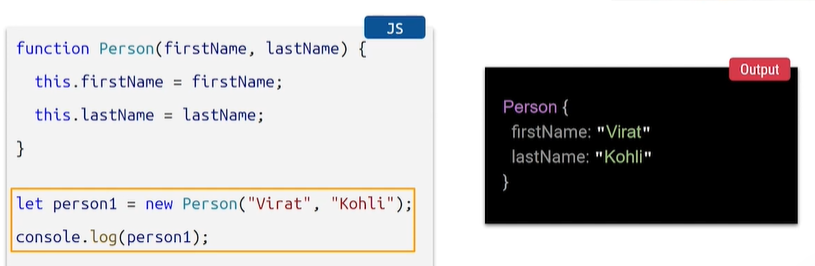 JS
function Person(firstName, lastName) {
  this.firstName = firstName;
  this.lastName = lastName;
}
let person1 = new Person("Virat", "Kohli");
console.log(person1);
Output
Person {
  firstName: "Virat"
  lastName: "Kohli"
}